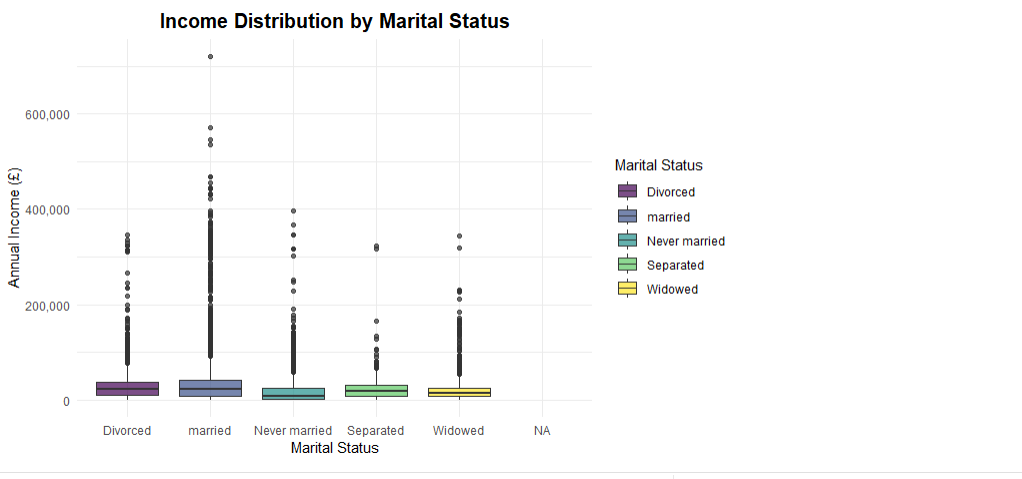 Income Distribution by Marital Status
Annual Income (£)
600,000
400,000
200,000
0
Divorced
married
Never married
Separated
Widowed
NA
Marital Status
Marital Status
Divorced
married
Never married
Separated
Widowed